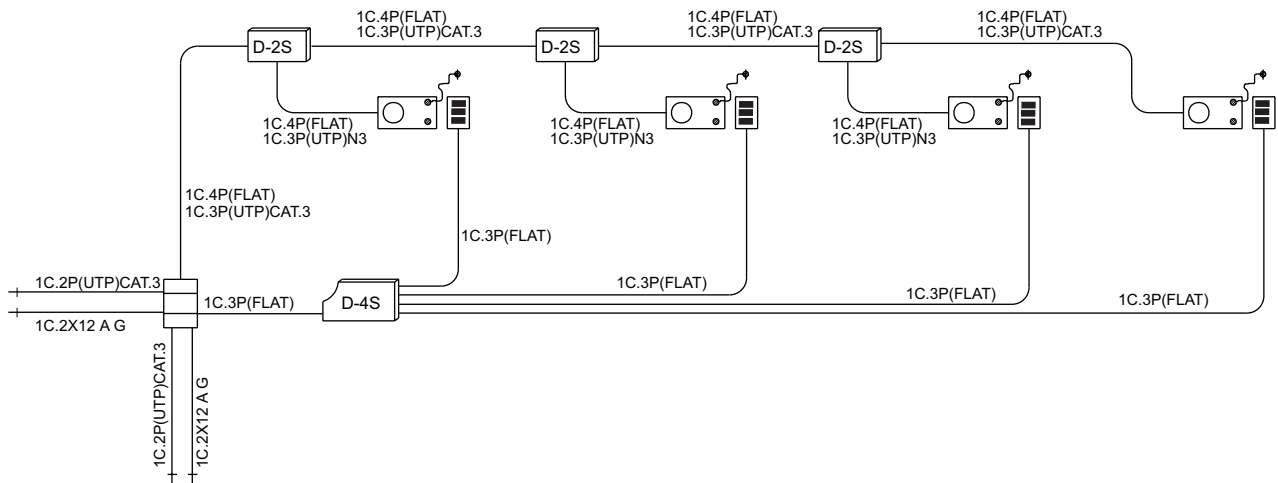 1C.4P(FLAT)
1C.3P(UTP)CAT.3
1C.4P(FLAT)
1C.3P(UTP)CAT.3
1C.4P(FLAT)
1C.3P(UTP)CAT.3
D-2S
D-2S
D-2S
1C.4P(FLAT)
1C.3P(UTP)N3
1C.4P(FLAT)
1C.3P(UTP)N3
1C.4P(FLAT)
1C.3P(UTP)N3
1C.4P(FLAT)
1C.3P(UTP)CAT.3
1C.3P(FLAT)
1C.2P(UTP)CAT.3
1C.3P(FLAT)
1C.3P(FLAT)
1C.3P(FLAT)
1C.3P(FLAT)
D-4S
1C.2X12 A G
1C.2P(UTP)CAT.3
1C.2X12 A G